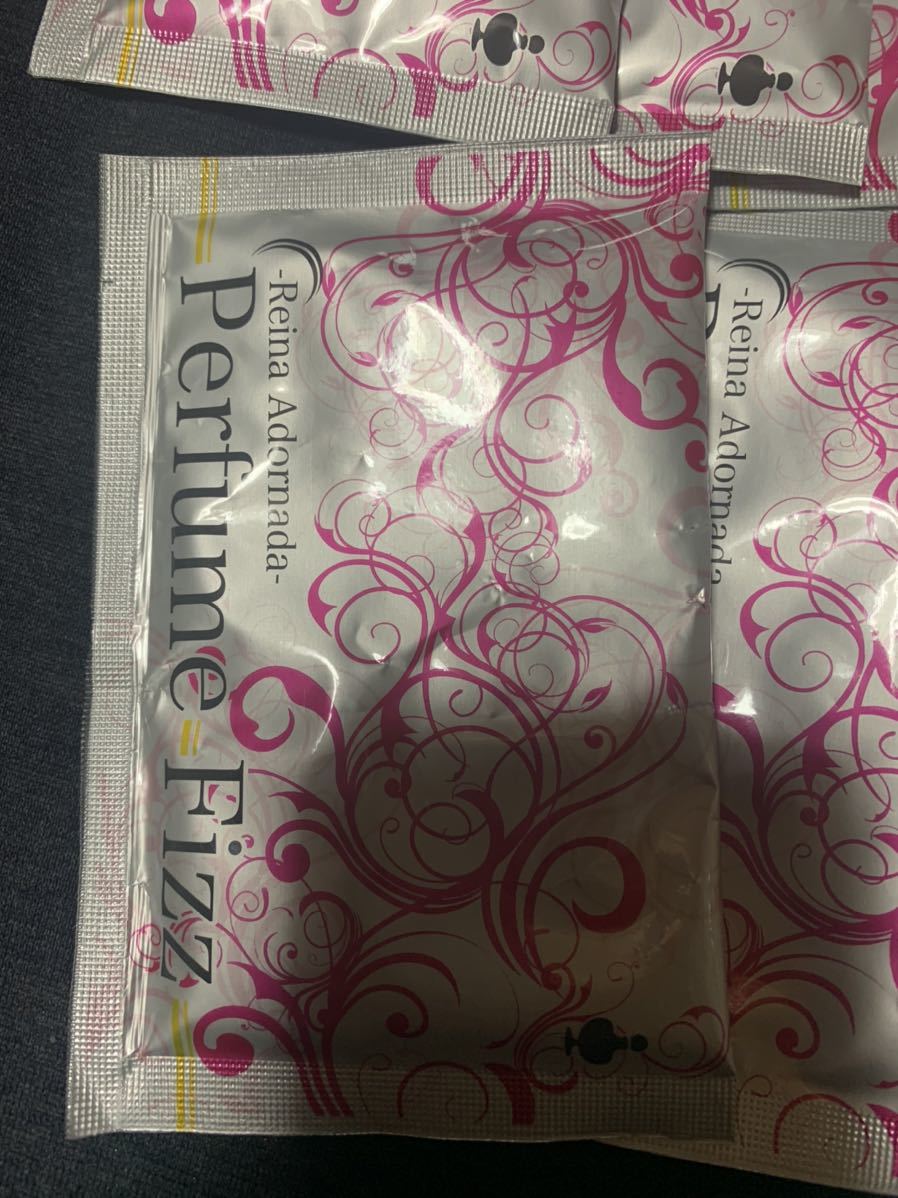 -Reina Adornada-
Perfume Fizz
-Reina Adornada